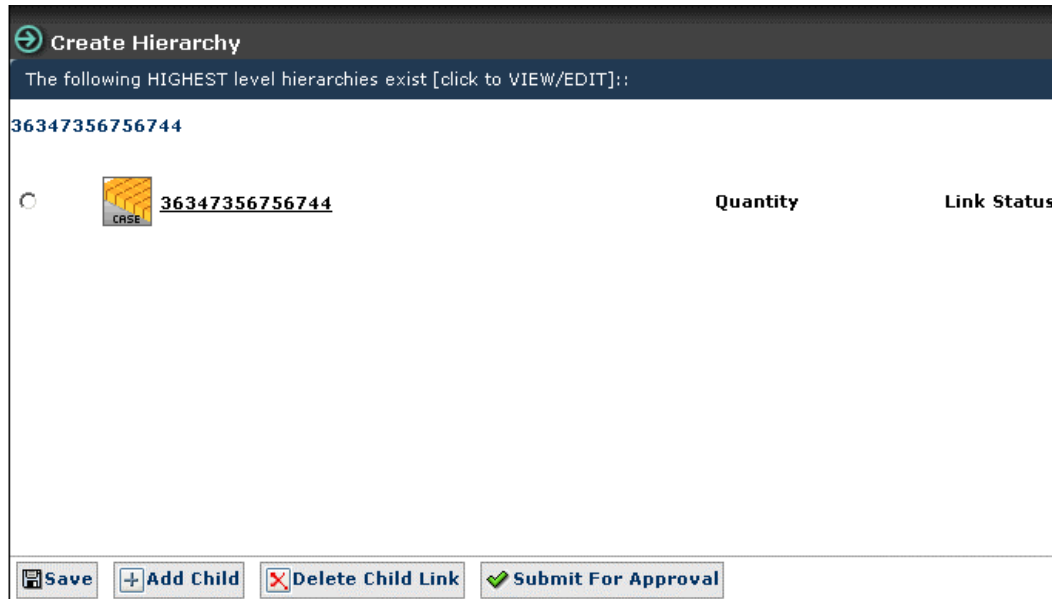 Create Hierarchy
The following HIGHEST level hierarchies exist [click to VIEW/EDIT]::
36347356756744
CASE 36347356756744 Quantity Link Status
Save Add Child Delete Child Link Submit For Approval